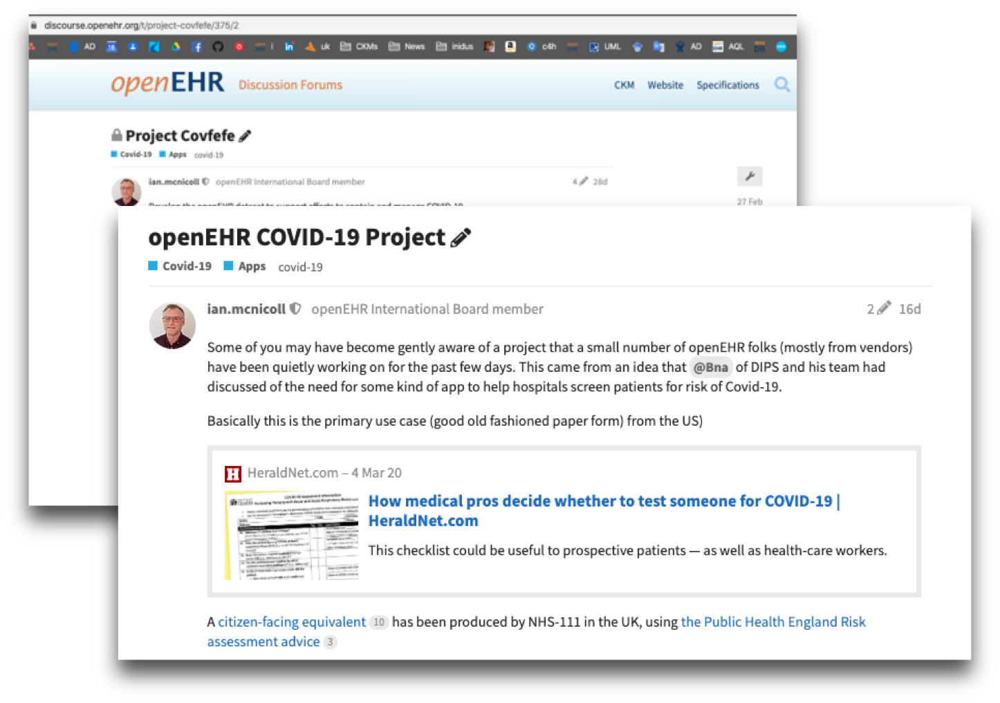 discourse.openehr.org/t/project-covfefe/375/2
AD 16 i in uk CKMs News inidus a c4h UML AD AQL
openEHR Discussion Forums CKM Website Specifications
Project Covfefe
Covid-19 Apps covid-19
ian.mcnicoll openEHR International Board member 4 28d
27 Feb
openEHR COVID-19 Project
Covid-19 Apps covid-19
ian.mcnicoll openEHR International Board member 2 16d
Some of you may have become gently aware of a project that a small number of openEHR folks (mostly from vendors)
have been quietly working on for the past few days. This came from an idea that @Bna of DIPS and his team had
discussed of the need for some kind of app to help hospitals screen patients for risk of Covid-19.
Basically this is the primary use case (good old fashioned paper form) from the US)
H HeraldNet.com – 4 Mar 20
How medical pros decide whether to test someone for COVID-19 |
HeraldNet.com
This checklist could be useful to prospective patients — as well as health-care workers.
A citizen-facing equivalent 10 has been produced by NHS-111 in the UK, using the Public Health England Risk
assessment advice 3